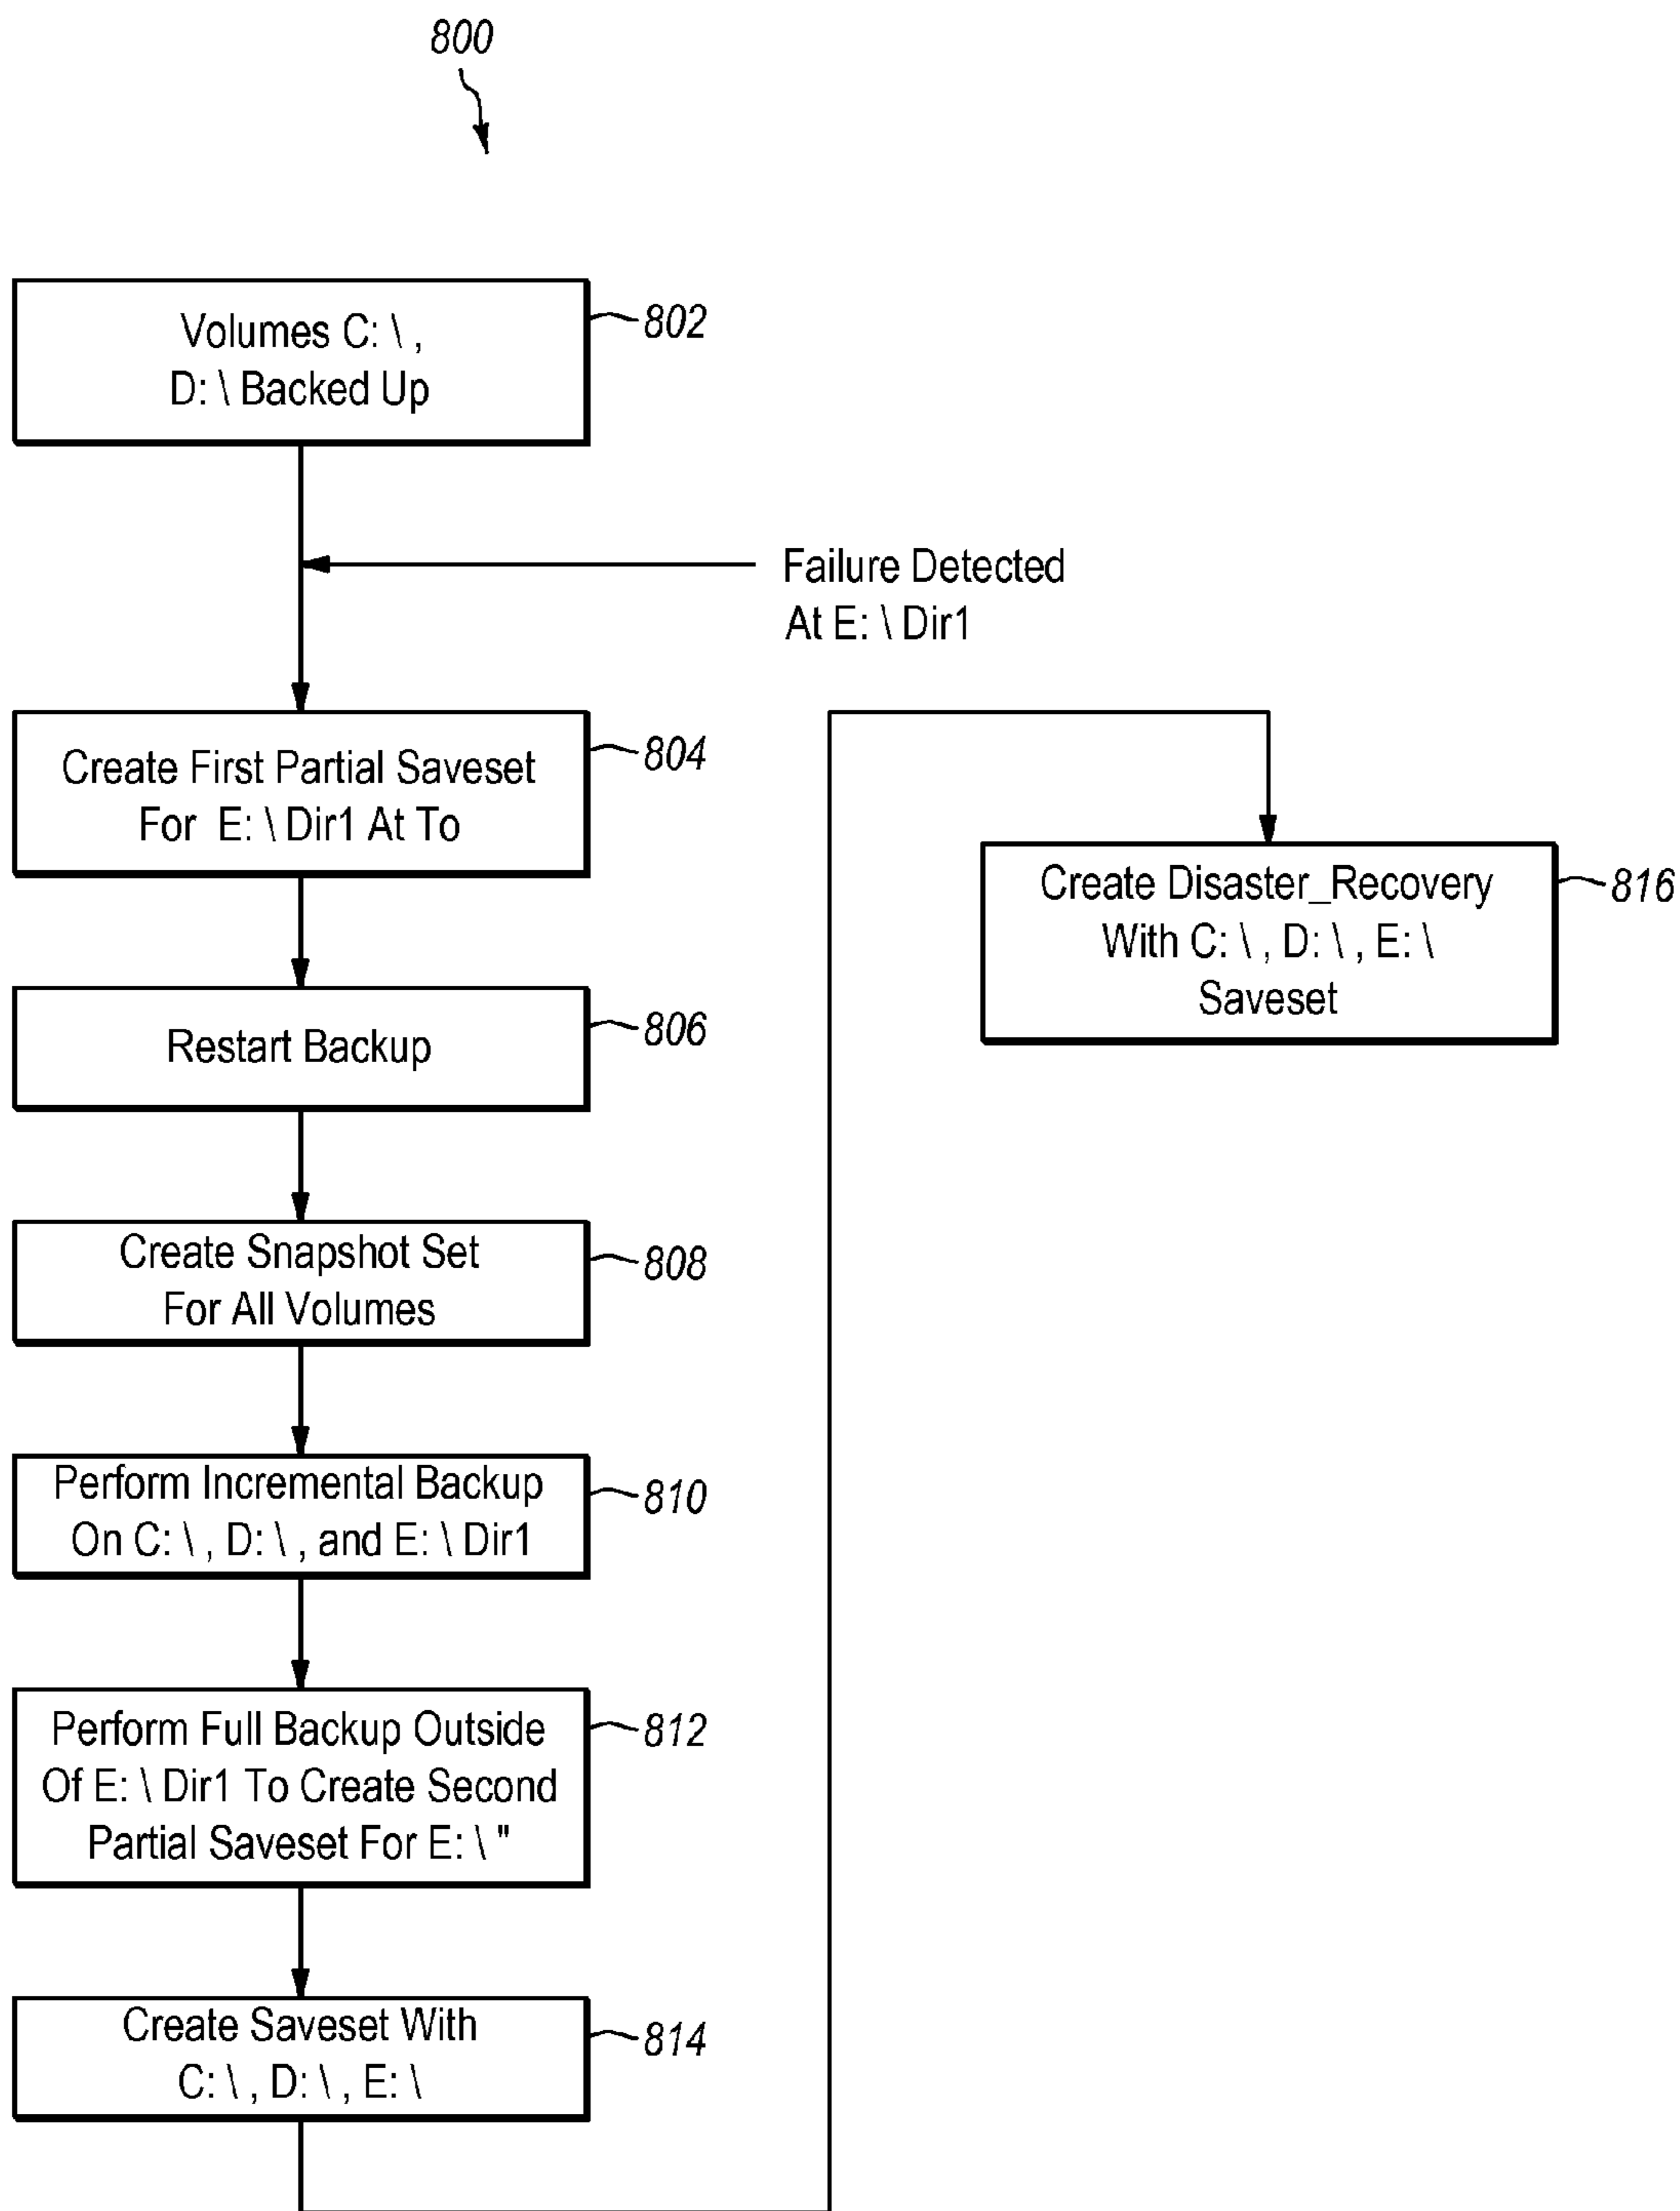 800
Volumes C: \ ,
D: \ Backed Up
802
Failure Detected
At E: \ Dir1
Create First Partial Saveset
For E: \ Dir1 At To
804
Restart Backup
806
Create Snapshot Set
For All Volumes
808
Perform Incremental Backup
On C: \ , D: \ , and E: \ Dir1
810
Perform Full Backup Outside
Of E: \ Dir1 To Create Second
Partial Saveset For E: \ "
812
Create Saveset With
C: \ , D: \ , E: \
814
Create Disaster_Recovery
With C: \ , D: \ , E: \
Saveset
816